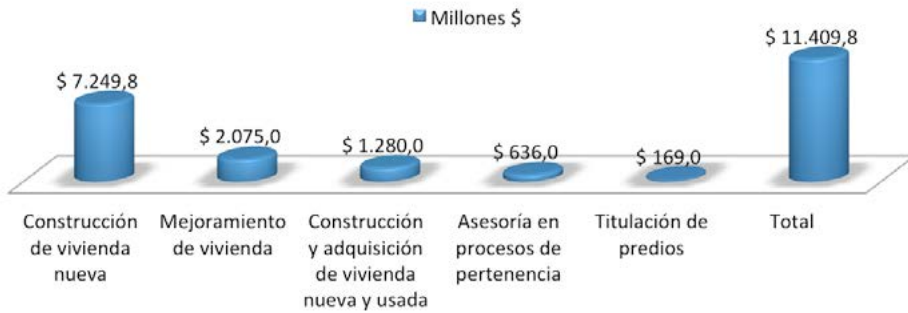 Millones $
$ 7.249,8
$ 2.075,0
$ 1.280,0
$ 636,0
$ 169,0
$ 11.409,8
Construcción
de vivienda
nueva
Mejoramiento
de vivienda
Construcción
y adquisición
de vivienda
nueva y usada
Asesoría en
procesos de
pertenencia
Titulación de
predios
Total